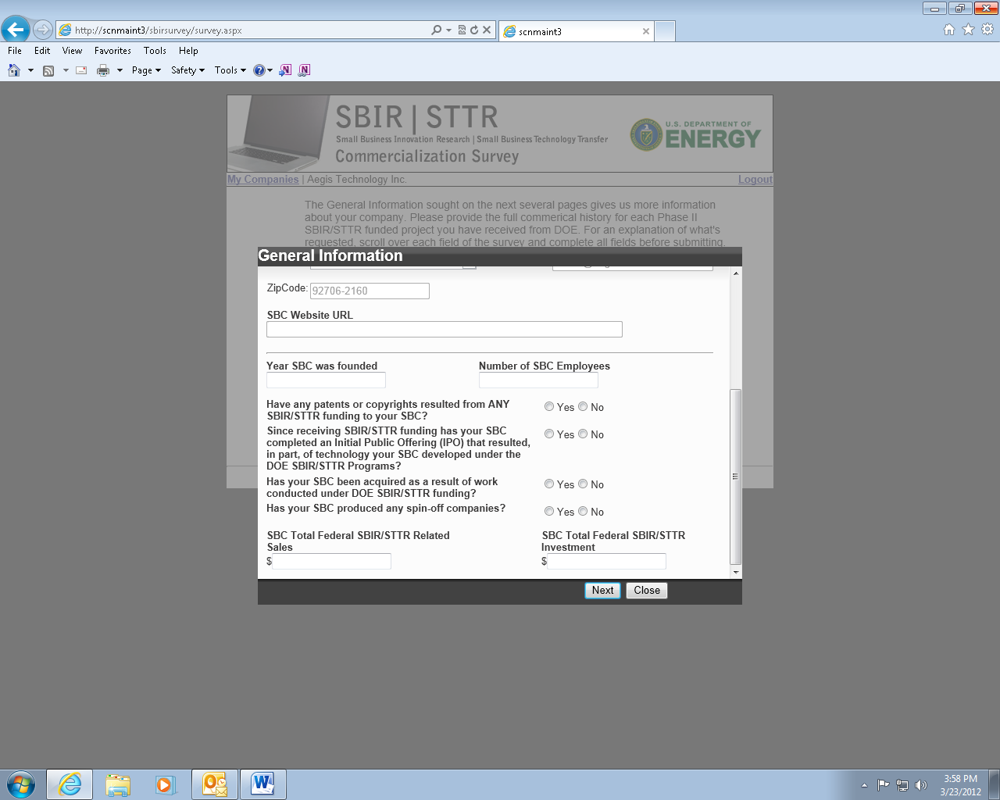 http://scnmaint3/sbirsurvey/survey.aspx
scnmaint3
File Edit View Favorites Tools Help
Page Safety Tools
SBIR | STTR
Small Business Innovation Research | Small Business Technology Transfer
Commercialization Survey
U.S. DEPARTMENT OF
ENERGY
My Companies | Aegis Technology Inc. Logout
The General Information sought on the next several pages gives us more information
about your company. Please provide the full commerical history for each Phase II
SBIR/STTR funded project you have received from DOE. For an explanation of what's
requested, scroll over each field of the survey and complete all fields before submitting.
General Information
ZipCode: 92706-2160
SBC Website URL
Year SBC was founded Number of SBC Employees
Have any patents or copyrights resulted from ANY
SBIR/STTR funding to your SBC?
Yes No
Since receiving SBIR/STTR funding has your SBC
completed an Initial Public Offering (IPO) that resulted,
in part, of technology your SBC developed under the
DOE SBIR/STTR Programs?
Yes No
Has your SBC been acquired as a result of work
conducted under DOE SBIR/STTR funding?
Yes No
Has your SBC produced any spin-off companies?
Yes No
SBC Total Federal SBIR/STTR Related
Sales
$
SBC Total Federal SBIR/STTR
Investment
$
Next Close
3:58 PM
3/23/2012